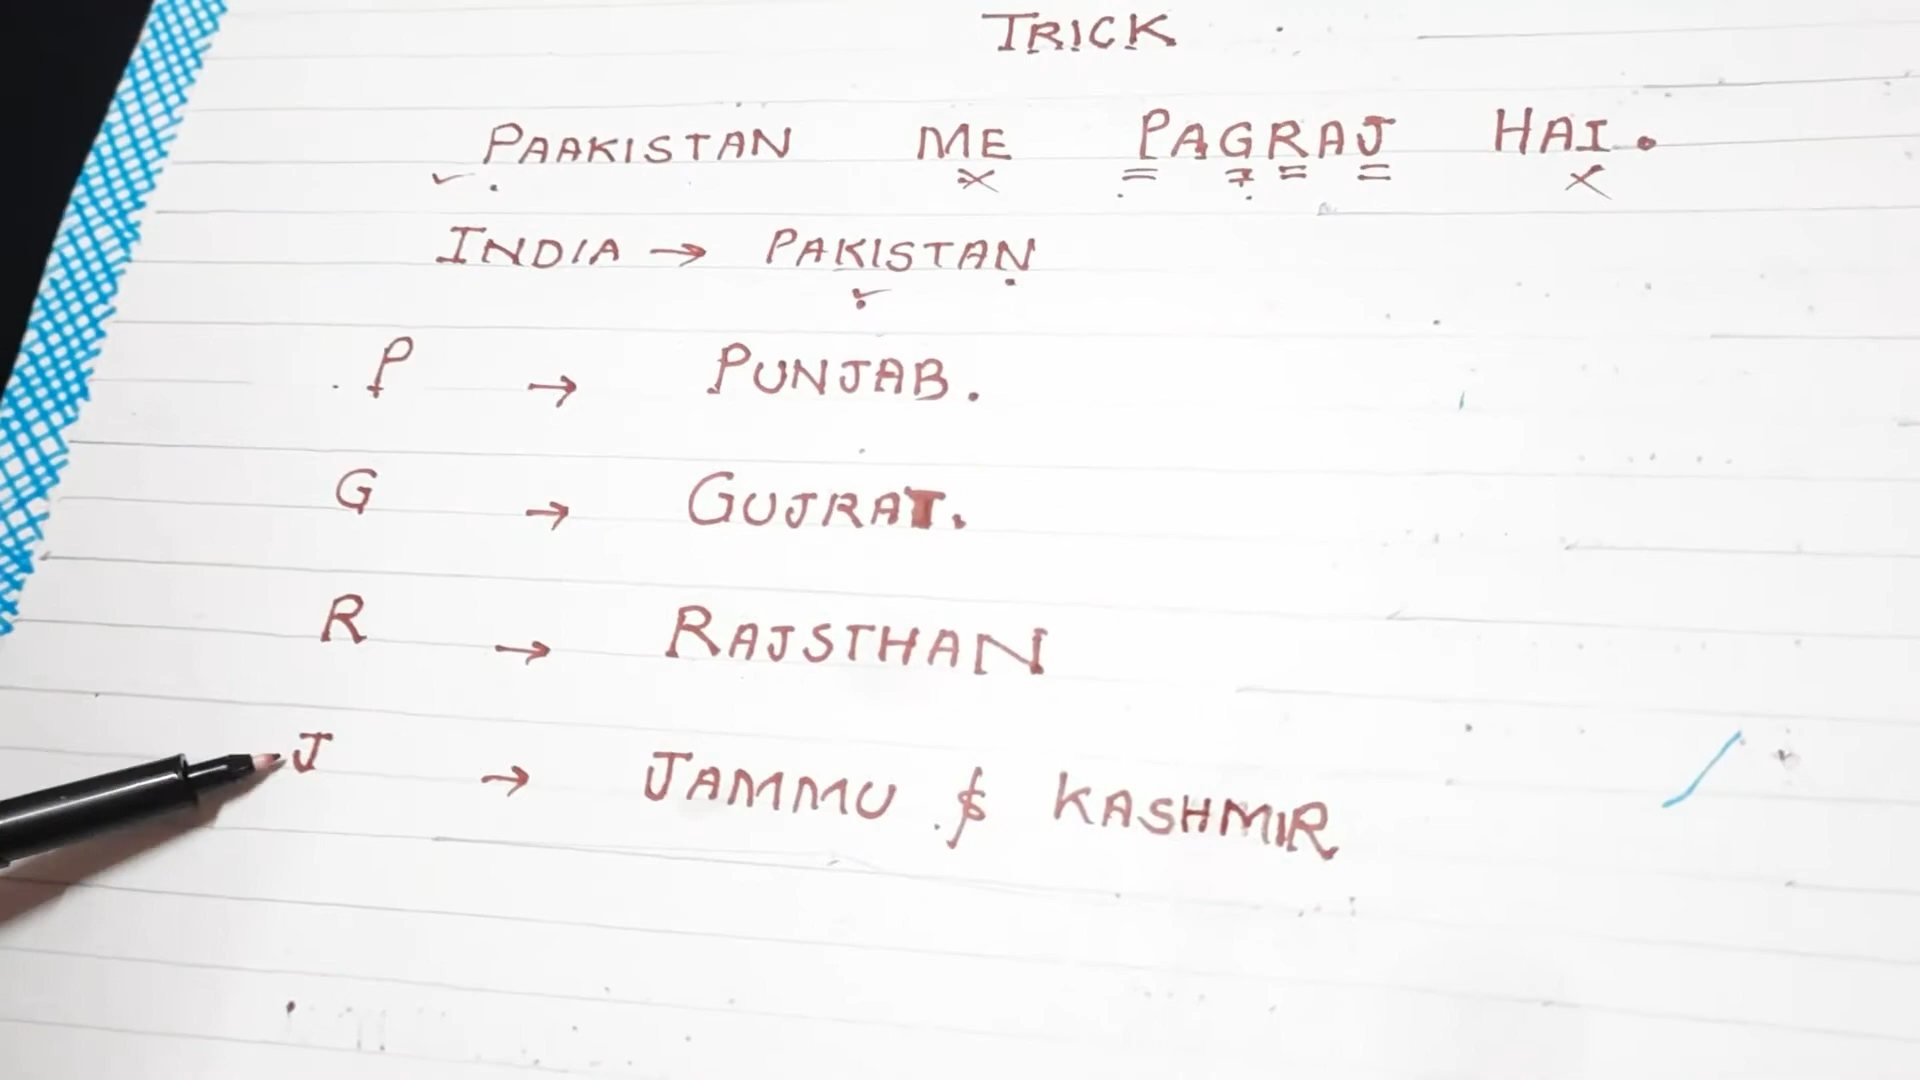 TRICK
PAAKISTAN ME PAGRAJ HAI.
INDIA → PAKISTAN
P → PUNJAB.
G → GUJRAT.
R → RAJSTHAN
J → JAMMU & KASHMIR